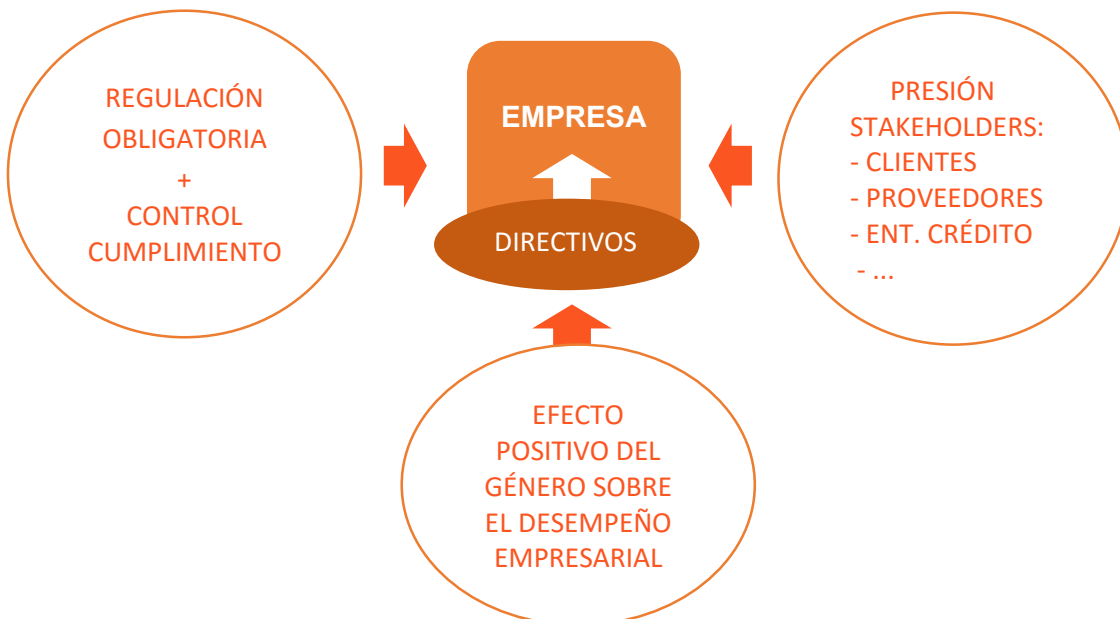 REGULACIÓN
OBLIGATORIA
+
CONTROL
CUMPLIMIENTO
EMPRESA
DIRECTIVOS
PRESIÓN
STAKEHOLDERS:
- CLIENTES
- PROVEEDORES
- ENT. CRÉDITO
- ...
EFECTO
POSITIVO DEL
GÉNERO SOBRE
EL DESEMPEÑO
EMPRESARIAL